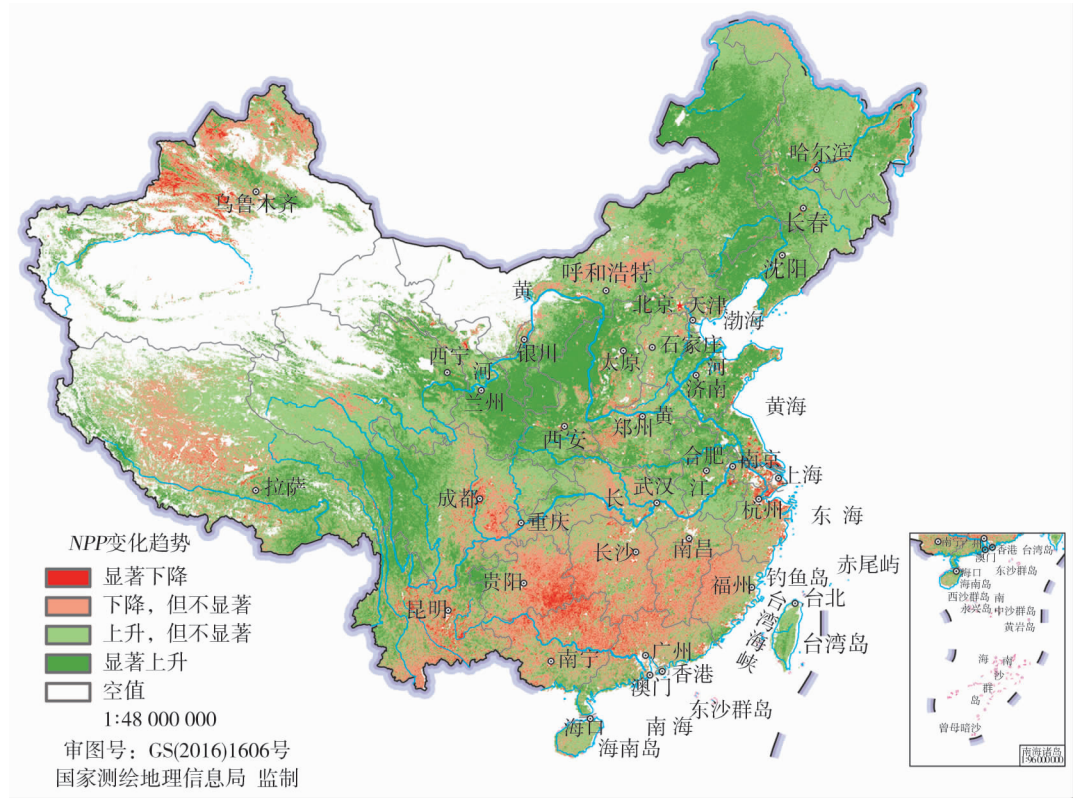 哈尔滨
乌鲁木齐
长春
沈阳
呼和浩特
黄
北京
天津
渤海
银川
太原
石家庄
西宁
河
河
兰州
济南
黄海
郑州
黄
西安
合肥
南京
拉萨
成都
长
武汉
江
上海
杭州
重庆
东 海
NPP变化趋势
长沙
南昌
赤尾屿
显著下降
贵阳
福州
钓鱼岛
下降，但不显著
昆明
台北
台湾海峡
上升，但不显著
台湾岛
显著上升
南宁
广州
香港
澳门
空值
东沙群岛
1:48 000 000
海口
南 海
海南岛
审图号：GS(2016)1606号
国家测绘地理信息局 监制
南宁
广州
香港
台湾岛
澳门
海口
东沙群岛
海南岛
西沙群岛
南
永兴岛
中沙群岛
黄岩岛
海
南
沙
群
岛
曾母暗沙
南海诸岛
1:96 000 000